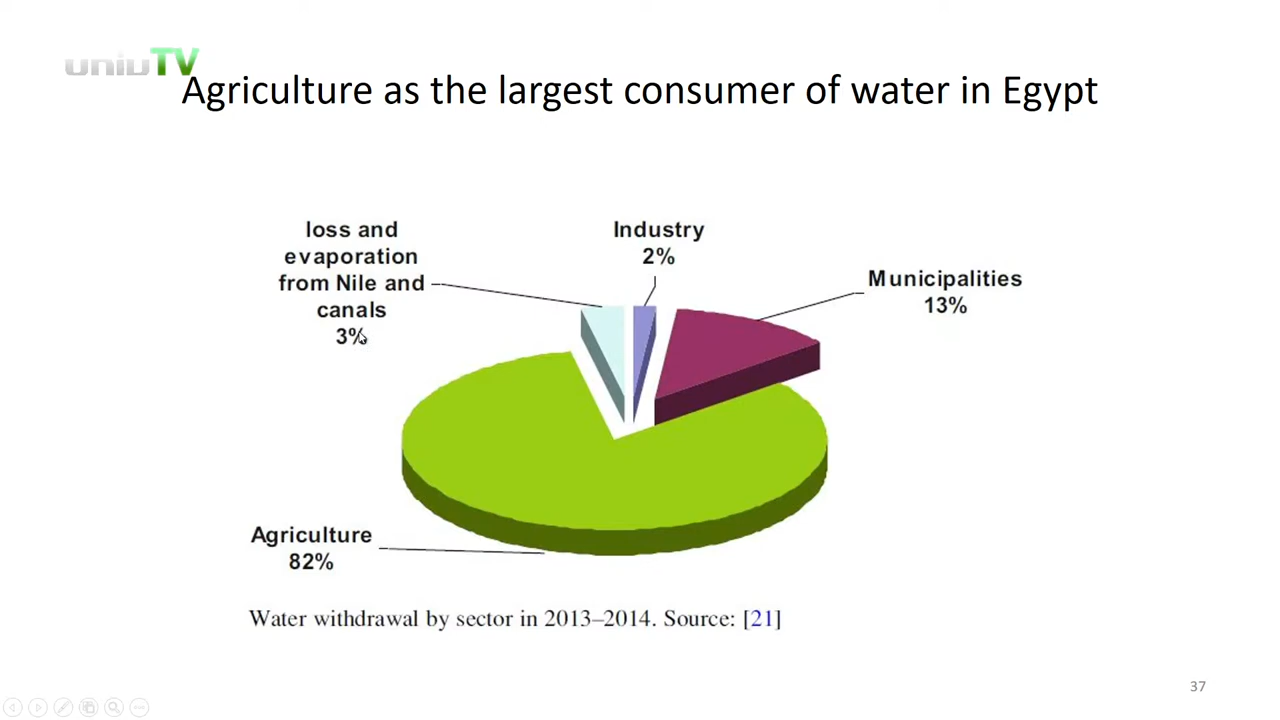 uniuTV
Agriculture as the largest consumer of water in Egypt
loss and
evaporation
from Nile and
canals
3%
Industry
2%
Municipalities
13%
Agriculture
82%
Water withdrawal by sector in 2013–2014. Source: [21]
37